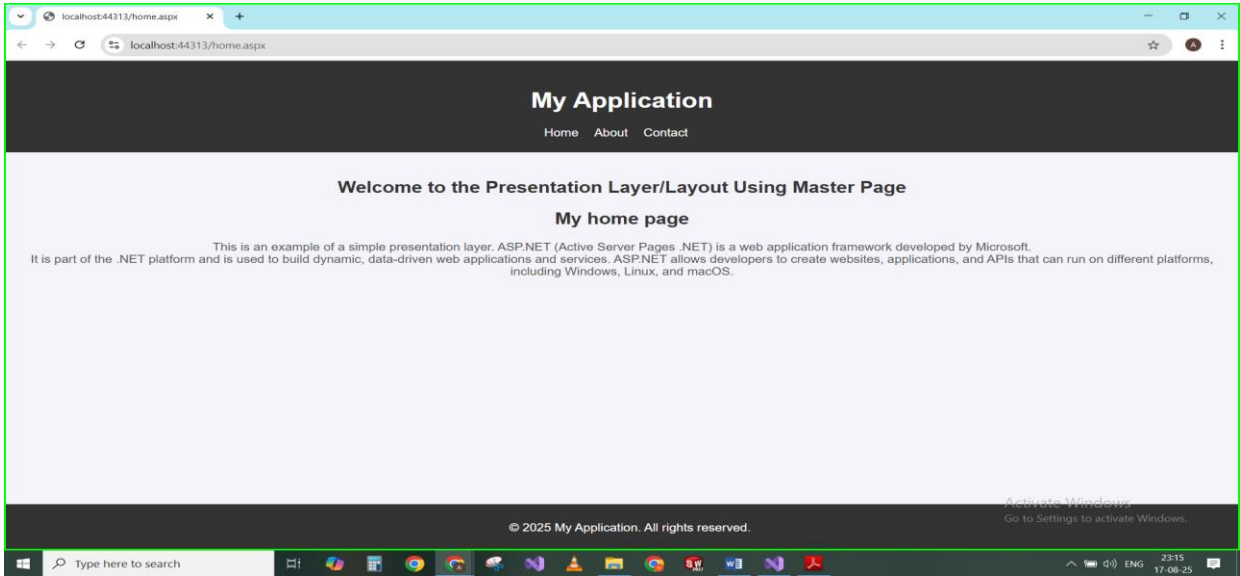 localhost:44313/home.aspx
localhost:44313/home.aspx
A
My Application
Home About Contact
Welcome to the Presentation Layer/Layout Using Master Page
My home page
This is an example of a simple presentation layer. ASP.NET (Active Server Pages .NET) is a web application framework developed by Microsoft.
It is part of the .NET platform and is used to build dynamic, data-driven web applications and services. ASP.NET allows developers to create websites, applications, and APIs that can run on different platforms,
including Windows, Linux, and macOS.
Activate Windows
Go to Settings to activate Windows.
© 2025 My Application. All rights reserved.
Type here to search
ENG
23:15
17-08-25